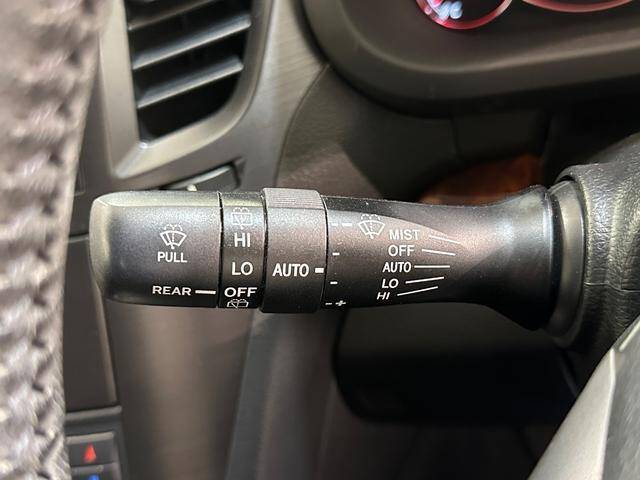 PULL
REAR
HI
LO
OFF
AUTO
- +
MIST
OFF
AUTO
LO
HI